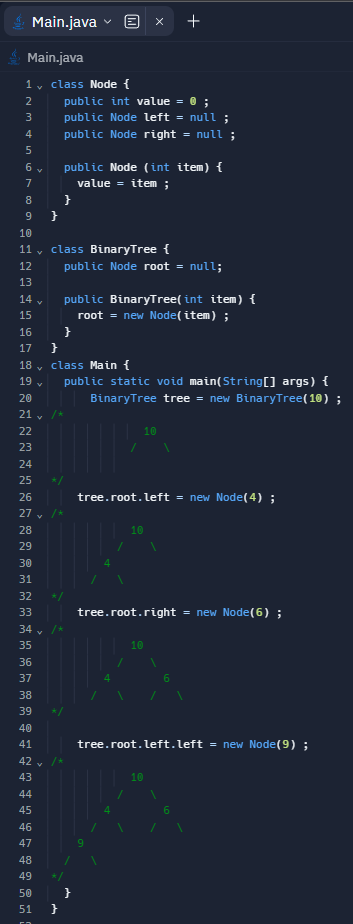 Main.java
Main.java
1 class Node {
2   public int value = 0 ;
3   public Node left = null ;
4   public Node right = null ;
5
6   public Node (int item) {
7     value = item ;
8   }
9 }
10
11 class BinaryTree {
12   public Node root = null;
13
14   public BinaryTree(int item) {
15     root = new Node(item) ;
16   }
17 }
18 class Main {
19   public static void main(String[] args) {
20       BinaryTree tree = new BinaryTree(10) ;
21 /*
22               10
23             /    \
24
25 */
26     tree.root.left = new Node(4) ;
27 /*
28             10
29           /    \
30         4
31       /   \
32 */
33     tree.root.right = new Node(6) ;
34 /*
35             10
36           /    \
37         4        6
38       /   \    /   \
39 */
40
41     tree.root.left.left = new Node(9) ;
42 /*
43             10
44           /    \
45         4        6
46       /   \    /   \
47     9
48   /   \
49 */
50   }
51 }